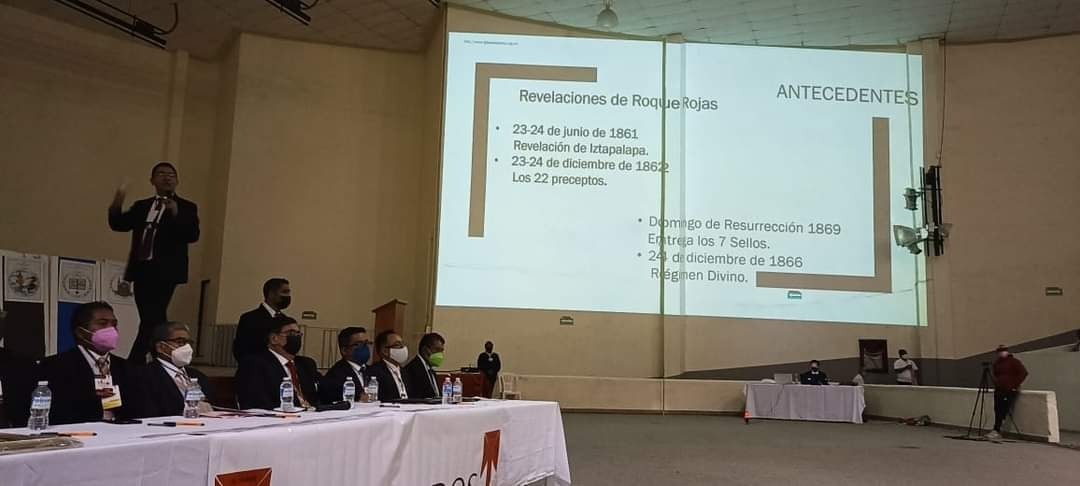 Revelaciones de Roque Rojas
ANTECEDENTES
• 23-24 de junio de 1861
Revelación de Iztapalapa.
• 23-24 de diciembre de 1862
Los 22 preceptos.
• Domingo de Resurrección 1869
Entrega los 7 Sellos.
• 24 de diciembre de 1866
Régimen Divino.